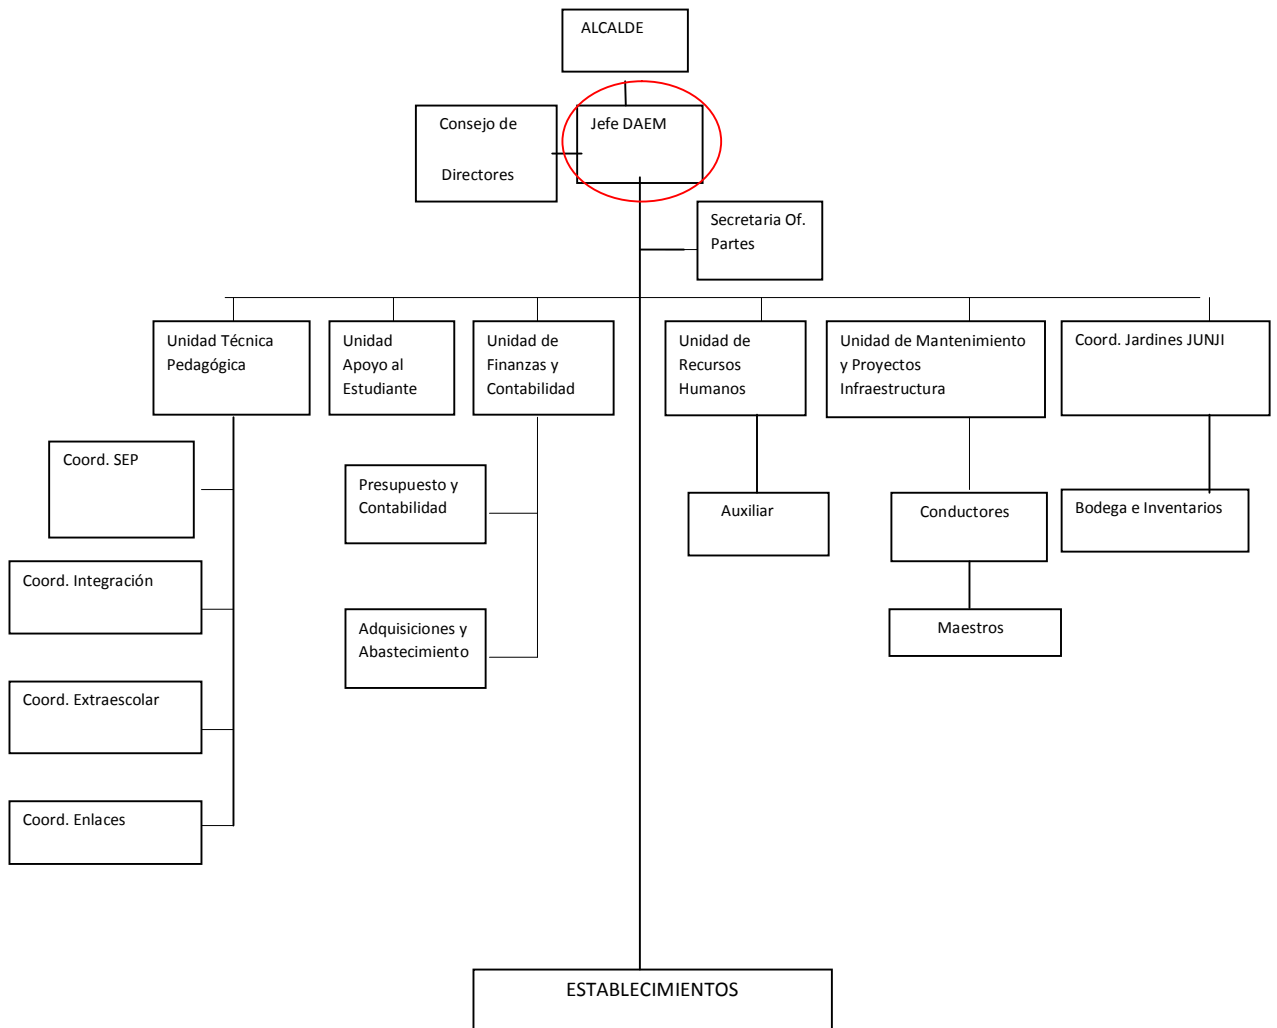 ALCALDE
Consejo de
Directores
Jefe DAEM
Secretaria Of.
Partes
Unidad Técnica
Pedagógica
Unidad
Apoyo al
Estudiante
Unidad de
Finanzas y
Contabilidad
Unidad de
Recursos
Humanos
Unidad de Mantenimiento
y Proyectos
Infraestructura
Coord. Jardines JUNJI
Coord. SEP
Presupuesto y
Contabilidad
Auxiliar
Conductores
Bodega e Inventarios
Coord. Integración
Adquisiciones y
Abastecimiento
Maestros
Coord. Extraescolar
Coord. Enlaces
ESTABLECIMIENTOS